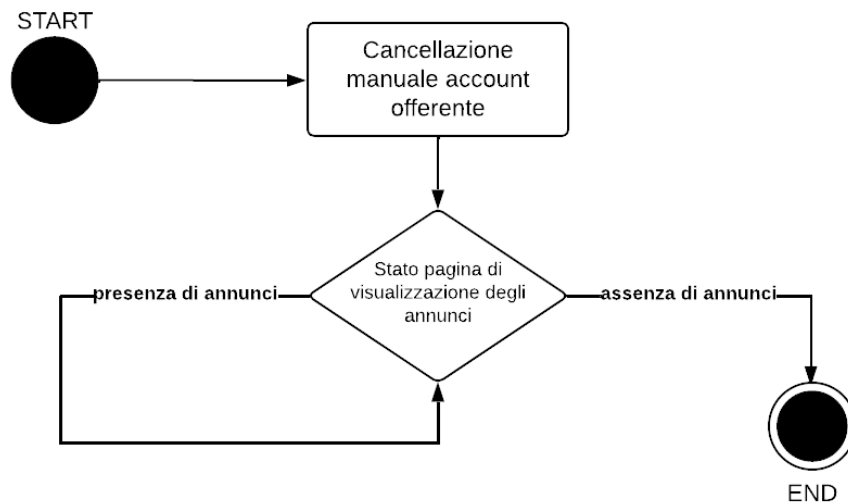 START
Cancellazione
manuale account
offerente
Stato pagina di
visualizzazione degli
annunci
presenza di annunci
assenza di annunci
END